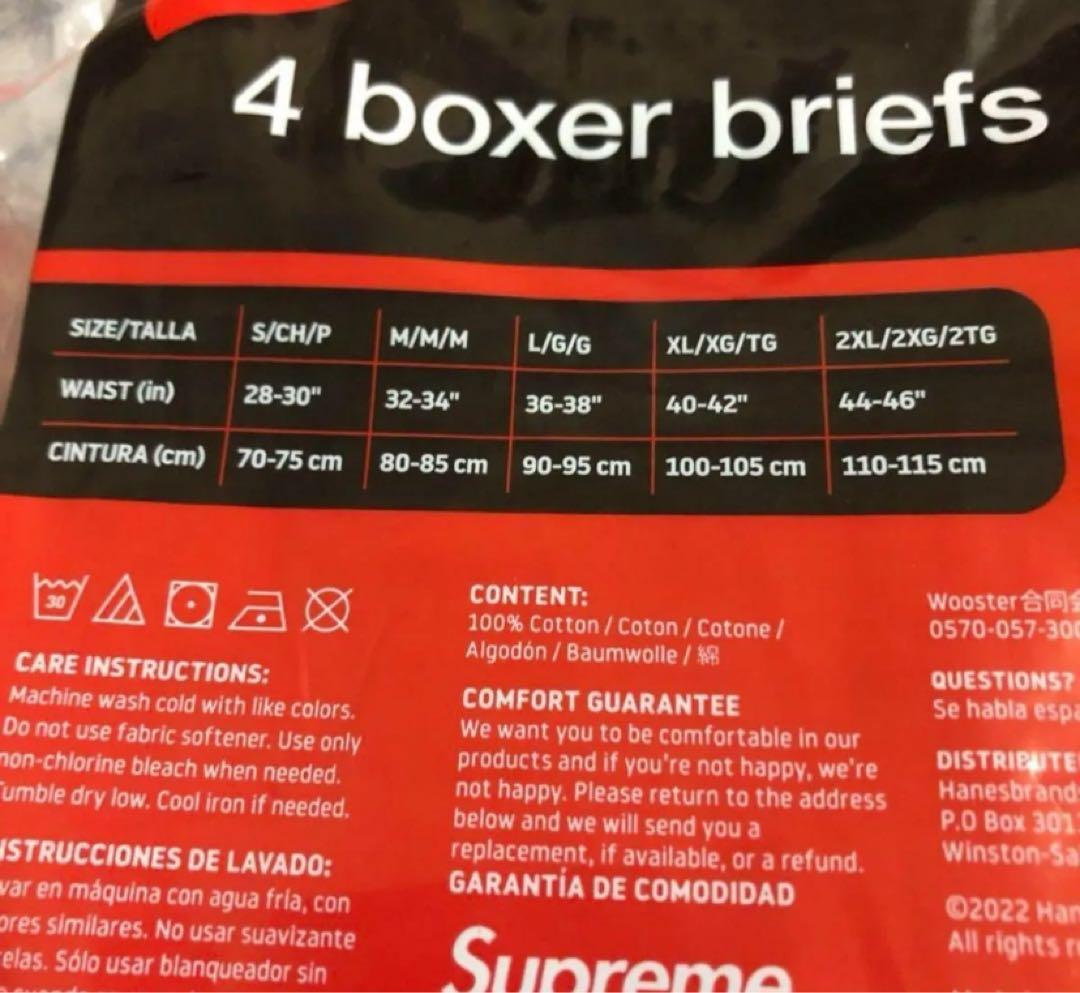 4 boxer briefs
SIZE/TALLA S/CH/P M/M/M L/G/G XL/XG/TG 2XL/2XG/2TG
WAIST (in) 28-30" 32-34" 36-38" 40-42" 44-46"
CINTURA (cm) 70-75 cm 80-85 cm 90-95 cm 100-105 cm 110-115 cm
30
CARE INSTRUCTIONS:
Machine wash cold with like colors.
Do not use fabric softener. Use only
non-chlorine bleach when needed.
Tumble dry low. Cool iron if needed.
INSTRUCCIONES DE LAVADO:
var en máquina con agua fría, con
ores similares. No usar suavizante
telas. Sólo usar blanqueador sin
CONTENT:
100% Cotton / Coton / Cotone /
Algodón / Baumwolle / 綿
COMFORT GUARANTEE
We want you to be comfortable in our
products and if you're not happy, we're
not happy. Please return to the address
below and we will send you a
replacement, if available, or a refund.
GARANTÍA DE COMODIDAD
Supreme
Wooster合同会
0570-057-300
QUESTIONS?
Se habla espa
DISTRIBUTE
Hanesbrands
P.O Box 301
Winston-Sa
©2022 Han
All rights r